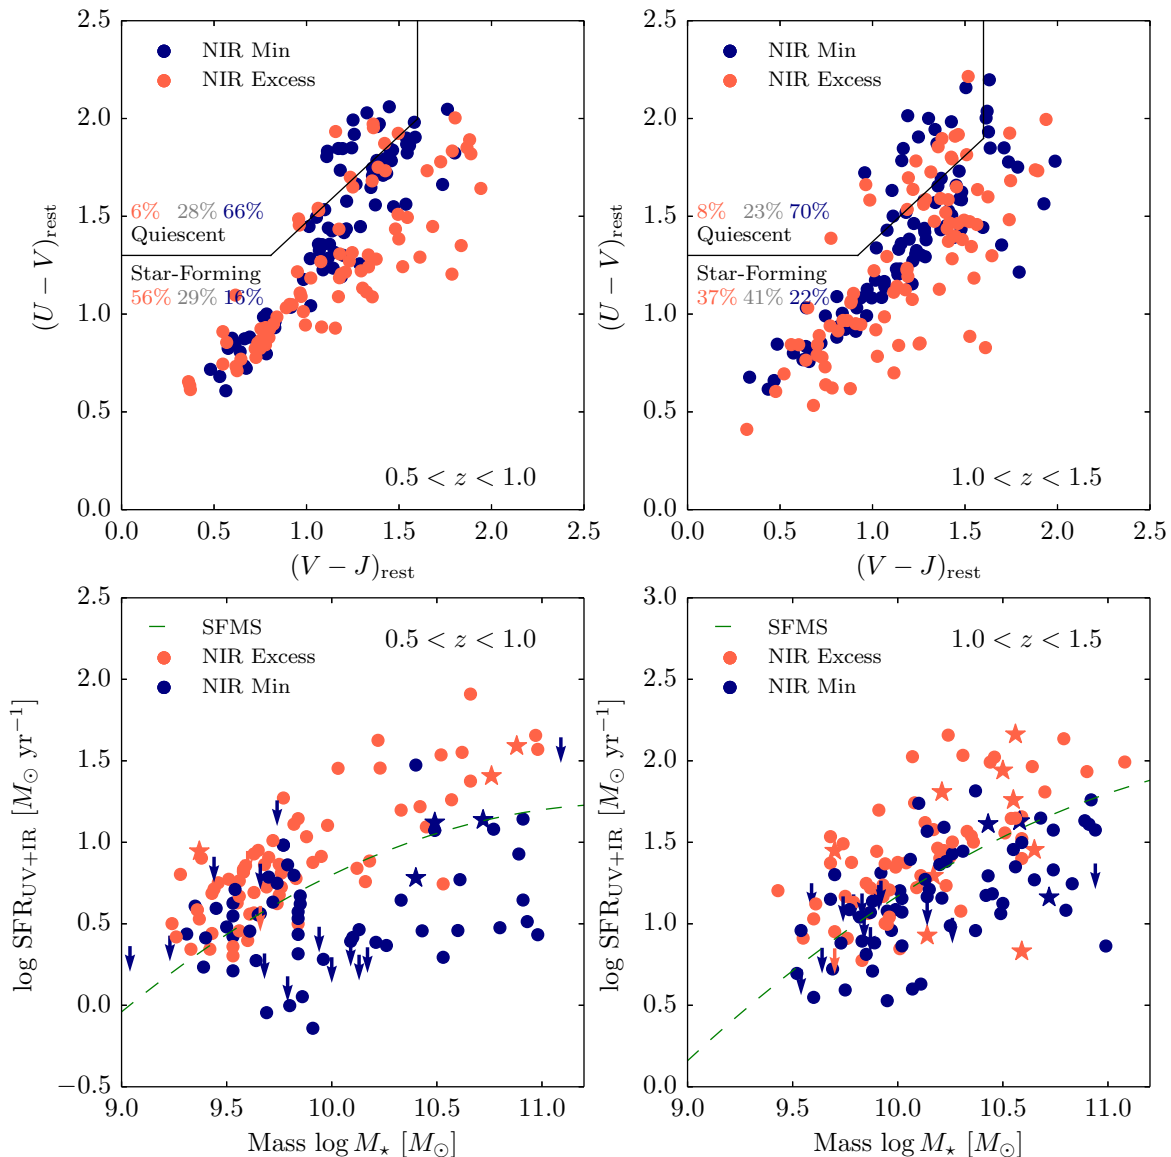 2.5
2.0
1.5
1.0
0.5
0.0
(U − V)rest
NIR Min
NIR Excess
6% 28% 66%
Quiescent
Star-Forming
56% 29% 16%
0.5 < z < 1.0
0.0 0.5 1.0 1.5 2.0 2.5
(V − J)rest
2.5
2.0
1.5
1.0
0.5
0.0
(U − V)rest
NIR Min
NIR Excess
8% 23% 70%
Quiescent
Star-Forming
37% 41% 22%
1.0 < z < 1.5
0.0 0.5 1.0 1.5 2.0 2.5
(V − J)rest
2.5
2.0
1.5
1.0
0.5
0.0
−0.5
log SFRUV+IR [M⊙ yr−1]
SFMS
NIR Excess
NIR Min
0.5 < z < 1.0
9.0 9.5 10.0 10.5 11.0
Mass log M⋆ [M⊙]
3.0
2.5
2.0
1.5
1.0
0.5
0.0
log SFRUV+IR [M⊙ yr−1]
SFMS
NIR Excess
NIR Min
1.0 < z < 1.5
9.0 9.5 10.0 10.5 11.0
Mass log M⋆ [M⊙]